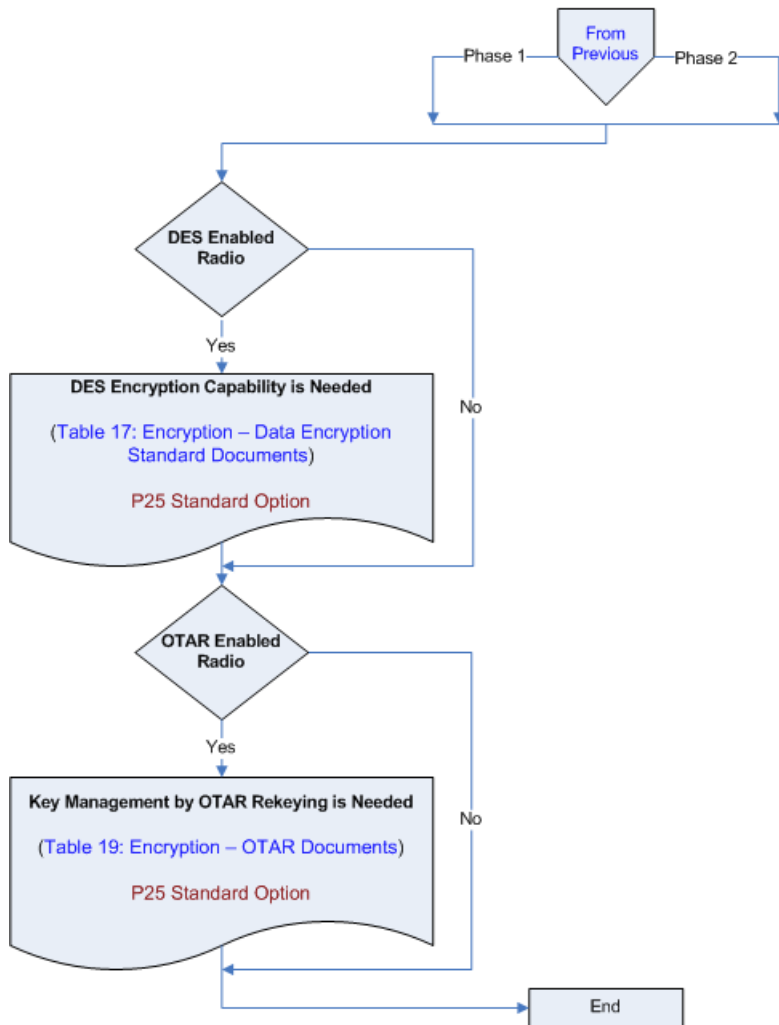 From
Previous
Phase 1
Phase 2
DES Enabled
Radio
Yes
No
DES Encryption Capability is Needed
(Table 17: Encryption – Data Encryption
Standard Documents)
P25 Standard Option
OTAR Enabled
Radio
Yes
No
Key Management by OTAR Rekeying is Needed
(Table 19: Encryption – OTAR Documents)
P25 Standard Option
End